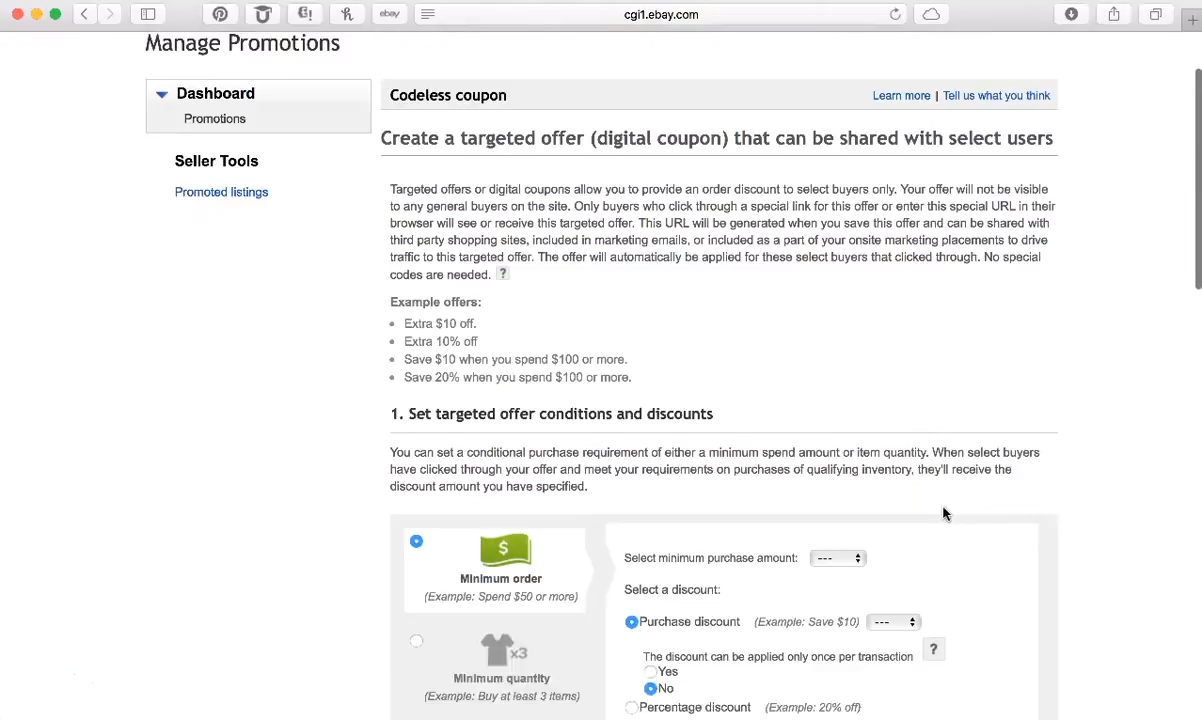 ebay
cgi1.ebay.com
Manage Promotions
Dashboard
Promotions
Seller Tools
Promoted listings
Codeless coupon
Learn more | Tell us what you think
Create a targeted offer (digital coupon) that can be shared with select users
Targeted offers or digital coupons allow you to provide an order discount to select buyers only. Your offer will not be visible
to any general buyers on the site. Only buyers who click through a special link for this offer or enter this special URL in their
browser will see or receive this targeted offer. This URL will be generated when you save this offer and can be shared with
third party shopping sites, included in marketing emails, or included as a part of your onsite marketing placements to drive
traffic to this targeted offer. The offer will automatically be applied for these select buyers that clicked through. No special
codes are needed. ?
Example offers:
• Extra $10 off.
• Extra 10% off
• Save $10 when you spend $100 or more.
• Save 20% when you spend $100 or more.
1. Set targeted offer conditions and discounts
You can set a conditional purchase requirement of either a minimum spend amount or item quantity. When select buyers
have clicked through your offer and meet your requirements on purchases of qualifying inventory, they'll receive the
discount amount you have specified.
$
Minimum order
(Example: Spend $50 or more)
x3
Minimum quantity
(Example: Buy at least 3 items)
Select minimum purchase amount: ---
Select a discount:
Purchase discount (Example: Save $10) ---
The discount can be applied only once per transaction ?
Yes
No
Percentage discount (Example: 20% off)